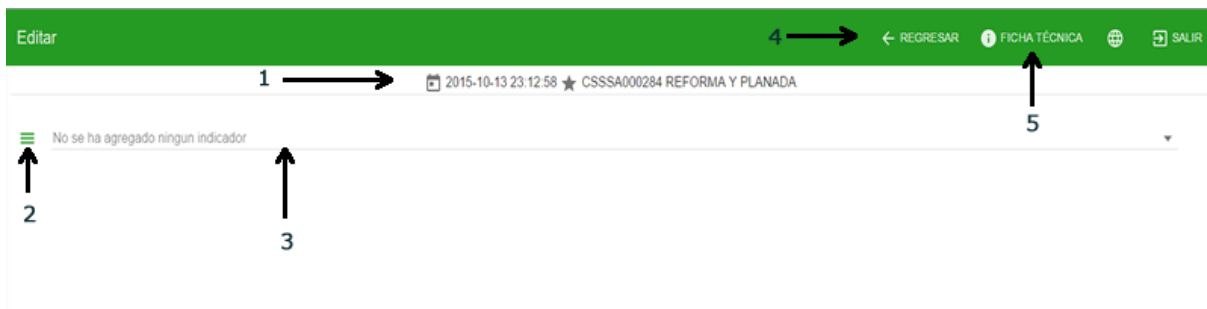 Editar 4 REGRESAR FICHA TÉCNICA SALIR
1 2015-10-13 23:12:58 CSSSA000284 REFORMA Y PLANADA
5
No se ha agregado ningun indicador
2
3